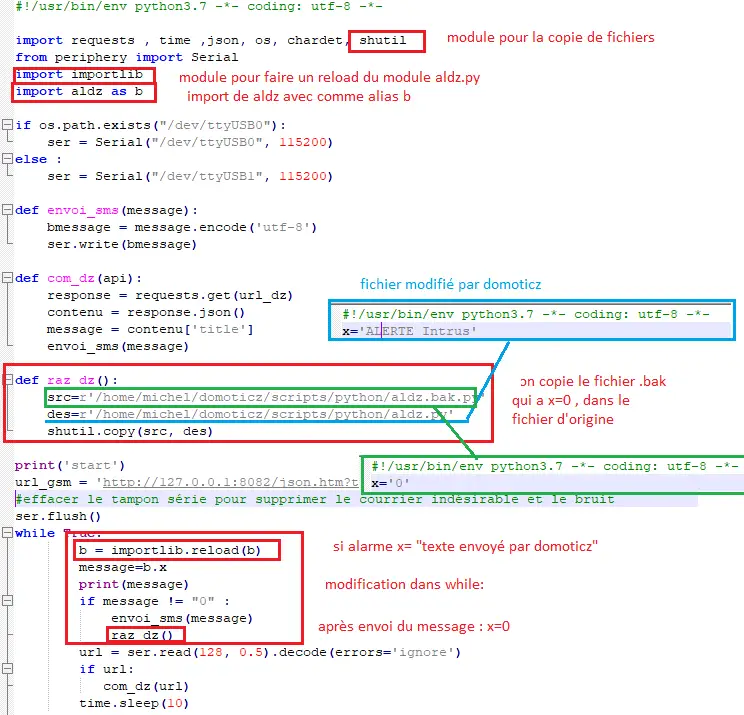 #!/usr/bin/env python3.7 -*- coding: utf-8 -*-
import requests , time ,json, os, chardet, shutil
module pour la copie de fichiers
from periphery import Serial
import importlib
module pour faire un reload du module aldz.py
import aldz as b
import de aldz avec comme alias b
if os.path.exists("/dev/ttyUSB0"):
ser = Serial("/dev/ttyUSB0", 115200)
else :
ser = Serial("/dev/ttyUSB1", 115200)
def envoi_sms(message):
bmessage = message.encode('utf-8')
ser.write(bmessage)
def com_dz(api):
fichier modifié par domoticz
response = requests.get(url_dz)
contenu = response.json()
message = contenu['title']
envoi_sms(message)
#!/usr/bin/env python3.7 -*- coding: utf-8 -*-
x='ALERTE Intrus'
def raz_dz():
src=r'/home/michel/domoticz/scripts/python/aldz.bak.py'
des=r'/home/michel/domoticz/scripts/python/aldz.py'
shutil.copy(src, des)
on copie le fichier .bak
qui a x=0 , dans le
fichier d'origine
print('start')
url_gsm = 'http://127.0.0.1:8082/json.htm?t
#!/usr/bin/env python3.7 -*- coding: utf-8 -*-
x='0'
#effacer le tampon série pour supprimer le courrier indésirable et le bruit
ser.flush()
while True:
b = importlib.reload(b)
si alarme x= "texte envoyé par domoticz"
message=b.x
print(message)
modification dans while:
if message != "0" :
envoi_sms(message)
après envoi du message : x=0
raz_dz()
url = ser.read(128, 0.5).decode(errors='ignore')
if url:
com_dz(url)
time.sleep(10)